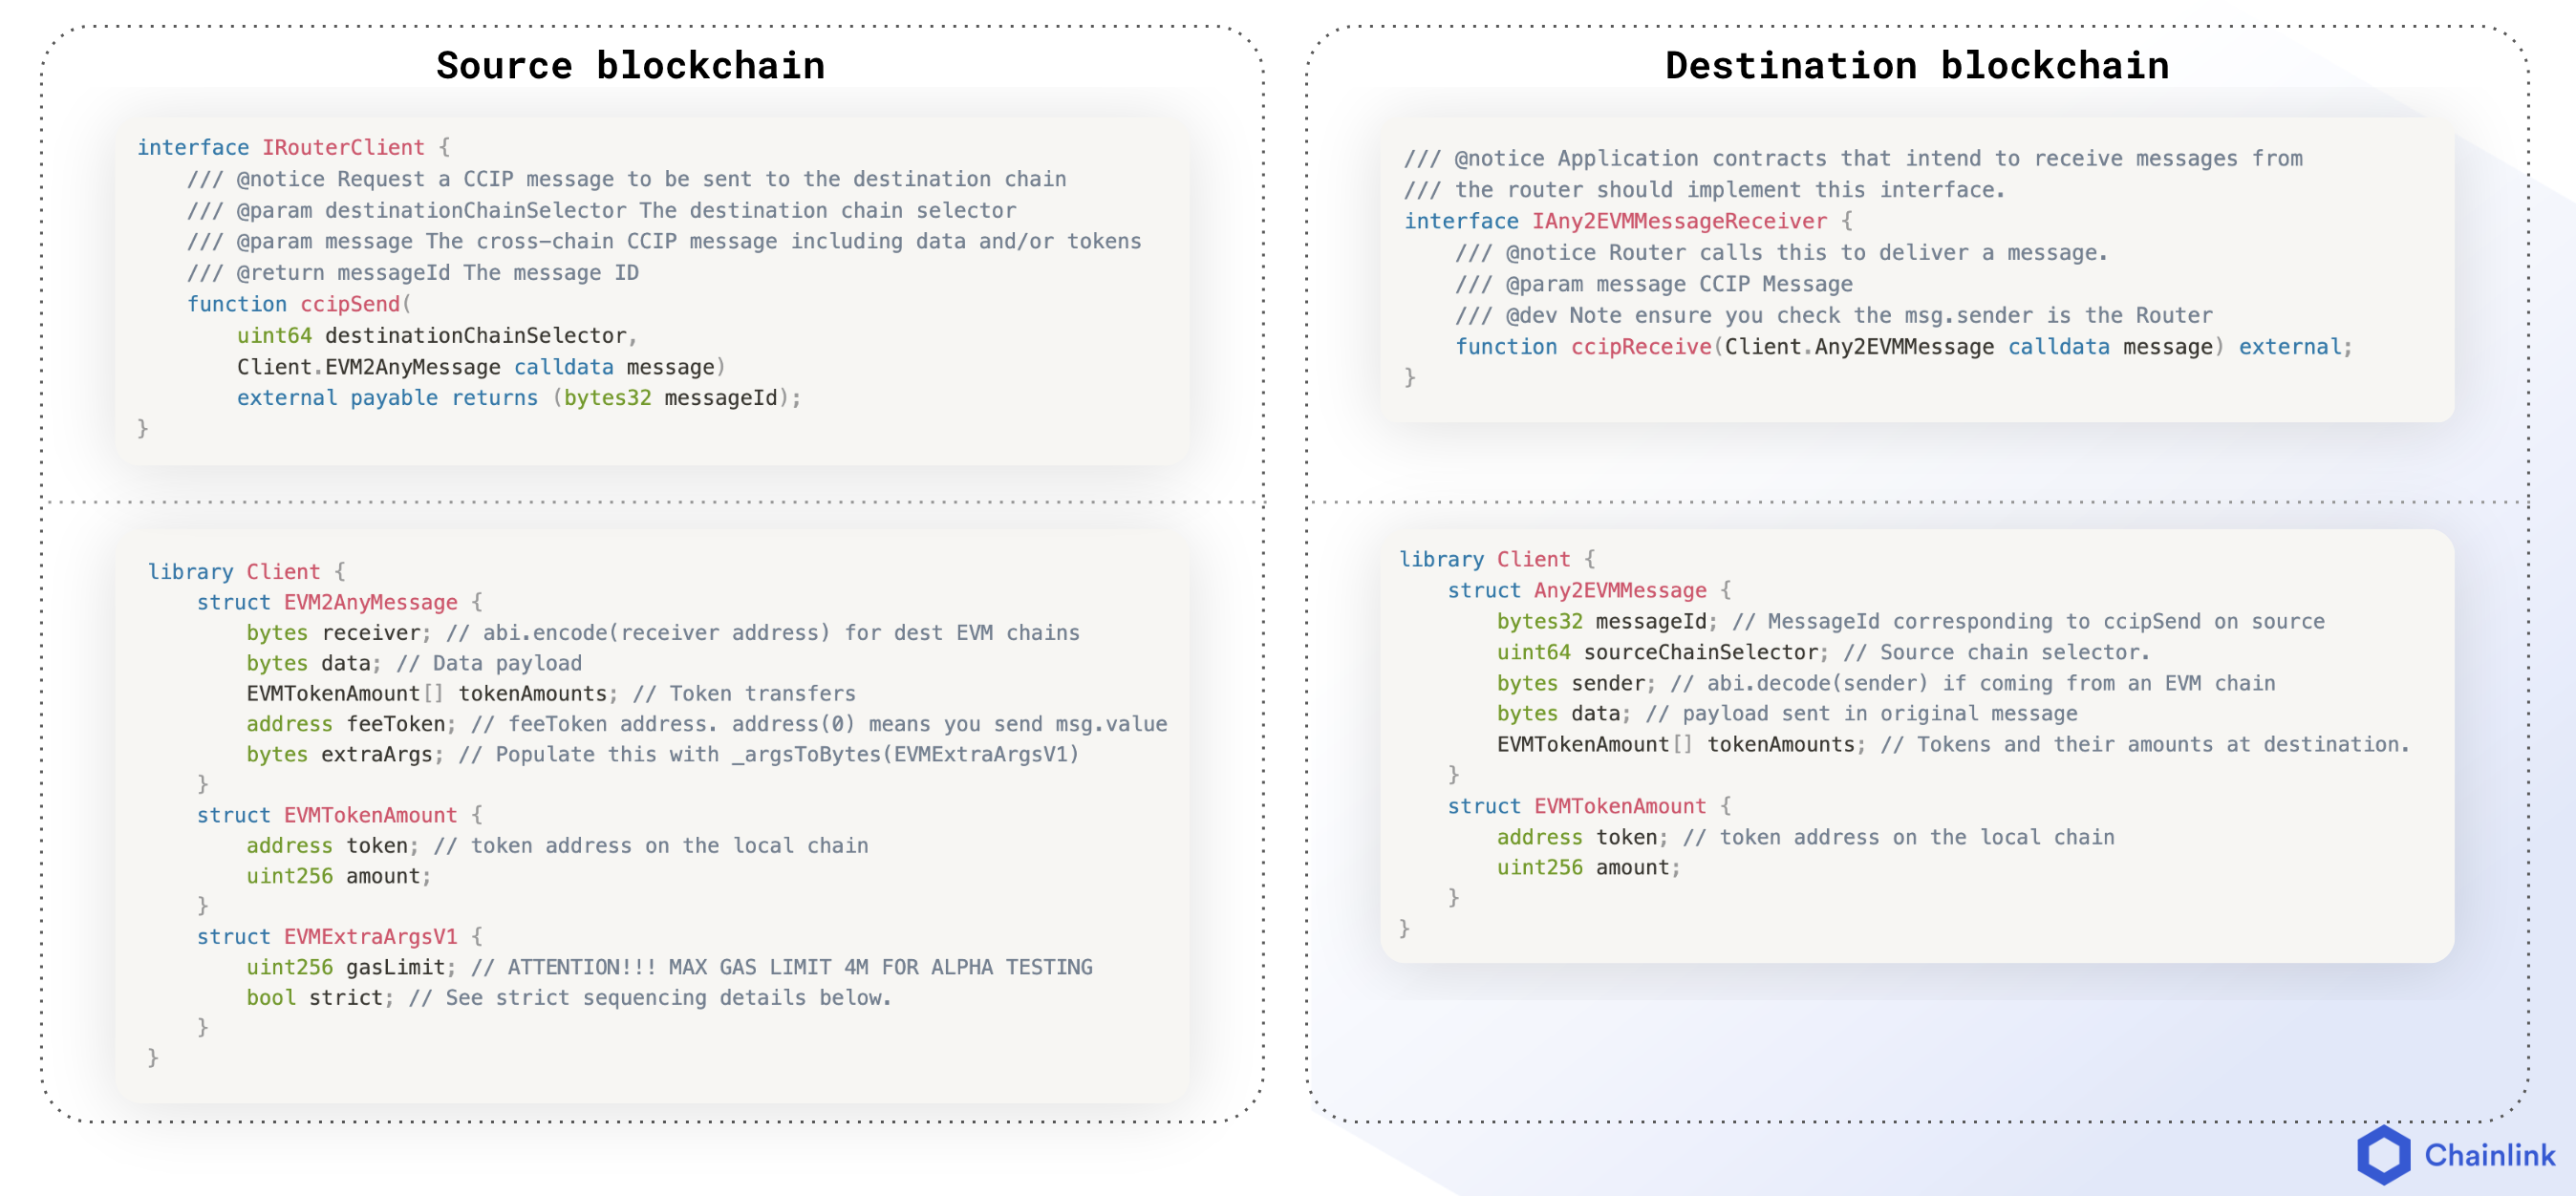 Source blockchain
interface IRouterClient {
    /// @notice Request a CCIP message to be sent to the destination chain
    /// @param destinationChainSelector The destination chain selector
    /// @param message The cross-chain CCIP message including data and/or tokens
    /// @return messageId The message ID
    function ccipSend(
        uint64 destinationChainSelector,
        Client.EVM2AnyMessage calldata message)
        external payable returns (bytes32 messageId);
}
library Client {
    struct EVM2AnyMessage {
        bytes receiver; // abi.encode(receiver address) for dest EVM chains
        bytes data; // Data payload
        EVMTokenAmount[] tokenAmounts; // Token transfers
        address feeToken; // feeToken address. address(0) means you send msg.value
        bytes extraArgs; // Populate this with _argsToBytes(EVMExtraArgsV1)
    }
    struct EVMTokenAmount {
        address token; // token address on the local chain
        uint256 amount;
    }
    struct EVMExtraArgsV1 {
        uint256 gasLimit; // ATTENTION!!! MAX GAS LIMIT 4M FOR ALPHA TESTING
        bool strict; // See strict sequencing details below.
    }
}
Destination blockchain
/// @notice Application contracts that intend to receive messages from
/// the router should implement this interface.
interface IAny2EVMMessageReceiver {
    /// @notice Router calls this to deliver a message.
    /// @param message CCIP Message
    /// @dev Note ensure you check the msg.sender is the Router
    function ccipReceive(Client.Any2EVMMessage calldata message) external;
}
library Client {
    struct Any2EVMMessage {
        bytes32 messageId; // MessageId corresponding to ccipSend on source
        uint64 sourceChainSelector; // Source chain selector.
        bytes sender; // abi.decode(sender) if coming from an EVM chain
        bytes data; // payload sent in original message
        EVMTokenAmount[] tokenAmounts; // Tokens and their amounts at destination.
    }
    struct EVMTokenAmount {
        address token; // token address on the local chain
        uint256 amount;
    }
}
Chainlink